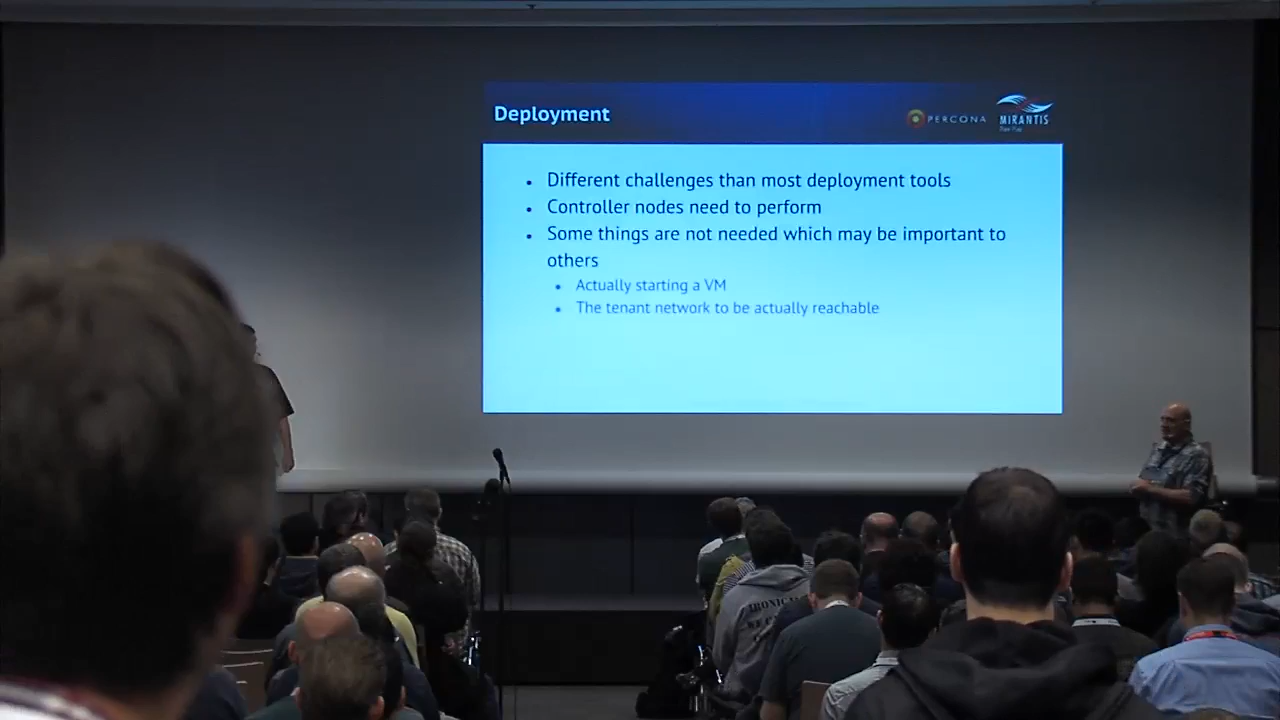 Deployment
PERCONA
MIRANTIS
• Different challenges than most deployment tools
• Controller nodes need to perform
• Some things are not needed which may be important to
others
• Actually starting a VM
• The tenant network to be actually reachable